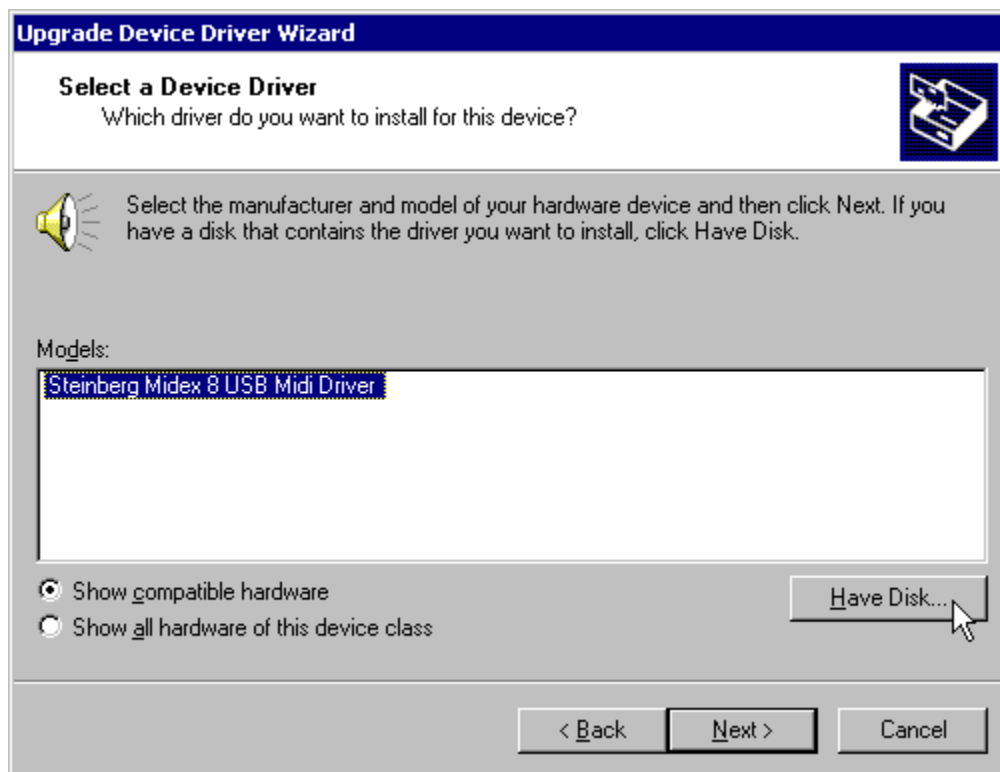 Upgrade Device Driver Wizard
Select a Device Driver
Which driver do you want to install for this device?
Select the manufacturer and model of your hardware device and then click Next. If you
have a disk that contains the driver you want to install, click Have Disk.
Models:
Steinberg Midex 8 USB Midi Driver
Show compatible hardware
Have Disk...
Show all hardware of this device class
< Back
Next >
Cancel